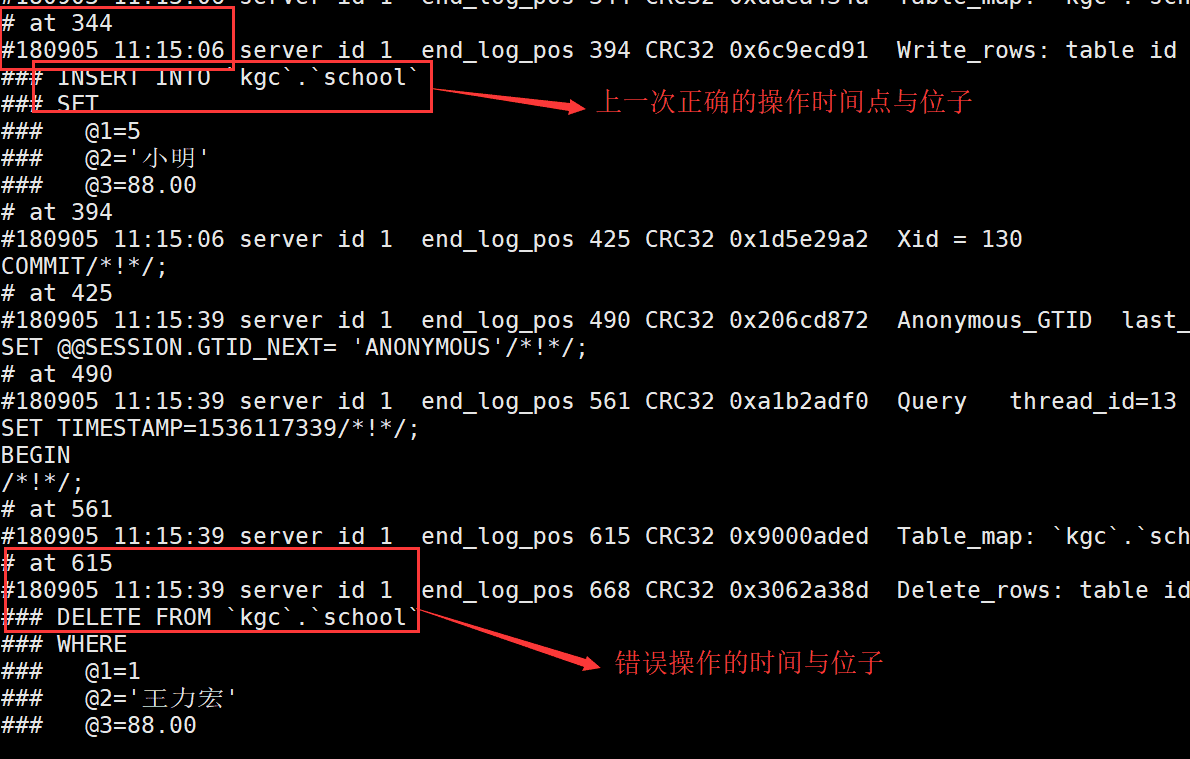 #180905 11:15:06 server id 1  end_log_pos 344 CRC32 Table_map: `kgc`.`sch
# at 344
#180905 11:15:06 server id 1  end_log_pos 394 CRC32 0x6c9ecd91  Write_rows: table id
### INSERT INTO `kgc`.`school`
### SET
上一次正确的操作时间点与位子
###   @1=5
###   @2='小明'
###   @3=88.00
# at 394
#180905 11:15:06 server id 1  end_log_pos 425 CRC32 0x1d5e29a2  Xid = 130
COMMIT/*!*/;
# at 425
#180905 11:15:39 server id 1  end_log_pos 490 CRC32 0x206cd872  Anonymous_GTID  last_
SET @@SESSION.GTID_NEXT= 'ANONYMOUS'/*!*/;
# at 490
#180905 11:15:39 server id 1  end_log_pos 561 CRC32 0xa1b2adf0  Query   thread_id=13
SET TIMESTAMP=1536117339/*!*/;
BEGIN
/*!*/;
# at 561
#180905 11:15:39 server id 1  end_log_pos 615 CRC32 0x9000aded  Table_map: `kgc`.`sch
# at 615
#180905 11:15:39 server id 1  end_log_pos 668 CRC32 0x3062a38d  Delete_rows: table id
### DELETE FROM `kgc`.`school`
### WHERE
错误操作的时间与位子
###   @1=1
###   @2='王力宏'
###   @3=88.00